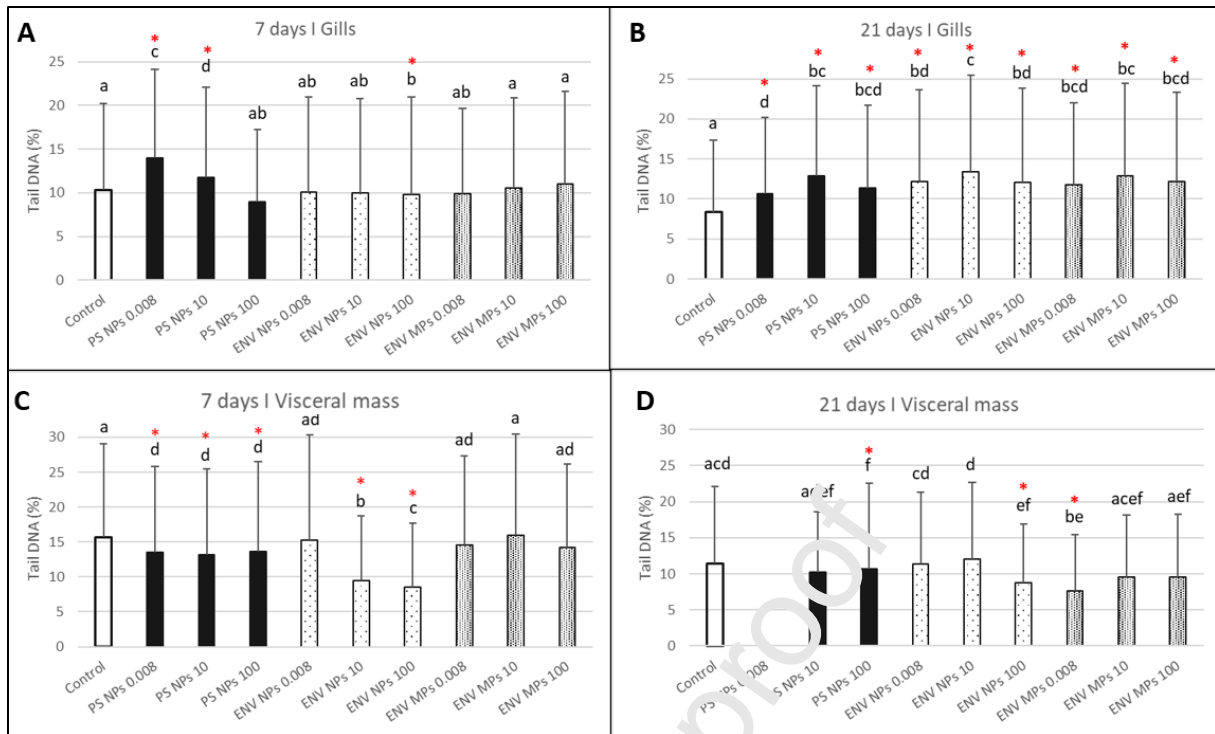 A
7 days I Gills
Tail DNA (%)
25
20
15
10
5
0
a
*
c
*
d
ab
ab
ab
*
b
ab
a
a
Control
PS NPs 0.008
PS NPs 10
PS NPs 100
ENV NPs 0.008
ENV NPs 10
ENV NPs 100
ENV MPs 0.008
ENV MPs 10
ENV MPs 100
B
21 days I Gills
Tail DNA (%)
25
20
15
10
5
0
a
*
d
*
bc
*
bcd
*
bd
*
c
*
bd
*
bcd
*
bc
*
bcd
Control
PS NPs 0.008
PS NPs 10
PS NPs 100
ENV NPs 0.008
ENV NPs 10
ENV NPs 100
ENV MPs 0.008
ENV MPs 10
ENV MPs 100
C
7 days I Visceral mass
Tail DNA (%)
30
25
20
15
10
5
0
a
*
d
*
d
*
d
ad
*
b
*
c
ad
a
ad
Control
PS NPs 0.008
PS NPs 10
PS NPs 100
ENV NPs 0.008
ENV NPs 10
ENV NPs 100
ENV MPs 0.008
ENV MPs 10
ENV MPs 100
D
21 days I Visceral mass
Tail DNA (%)
30
25
20
15
10
5
0
acd
*
f
cd
d
*
ef
*
be
acef
aef
Control
PS NPs 10
PS NPs 100
ENV NPs 0.008
ENV NPs 10
ENV NPs 100
ENV MPs 0.008
ENV MPs 10
ENV MPs 100
proof